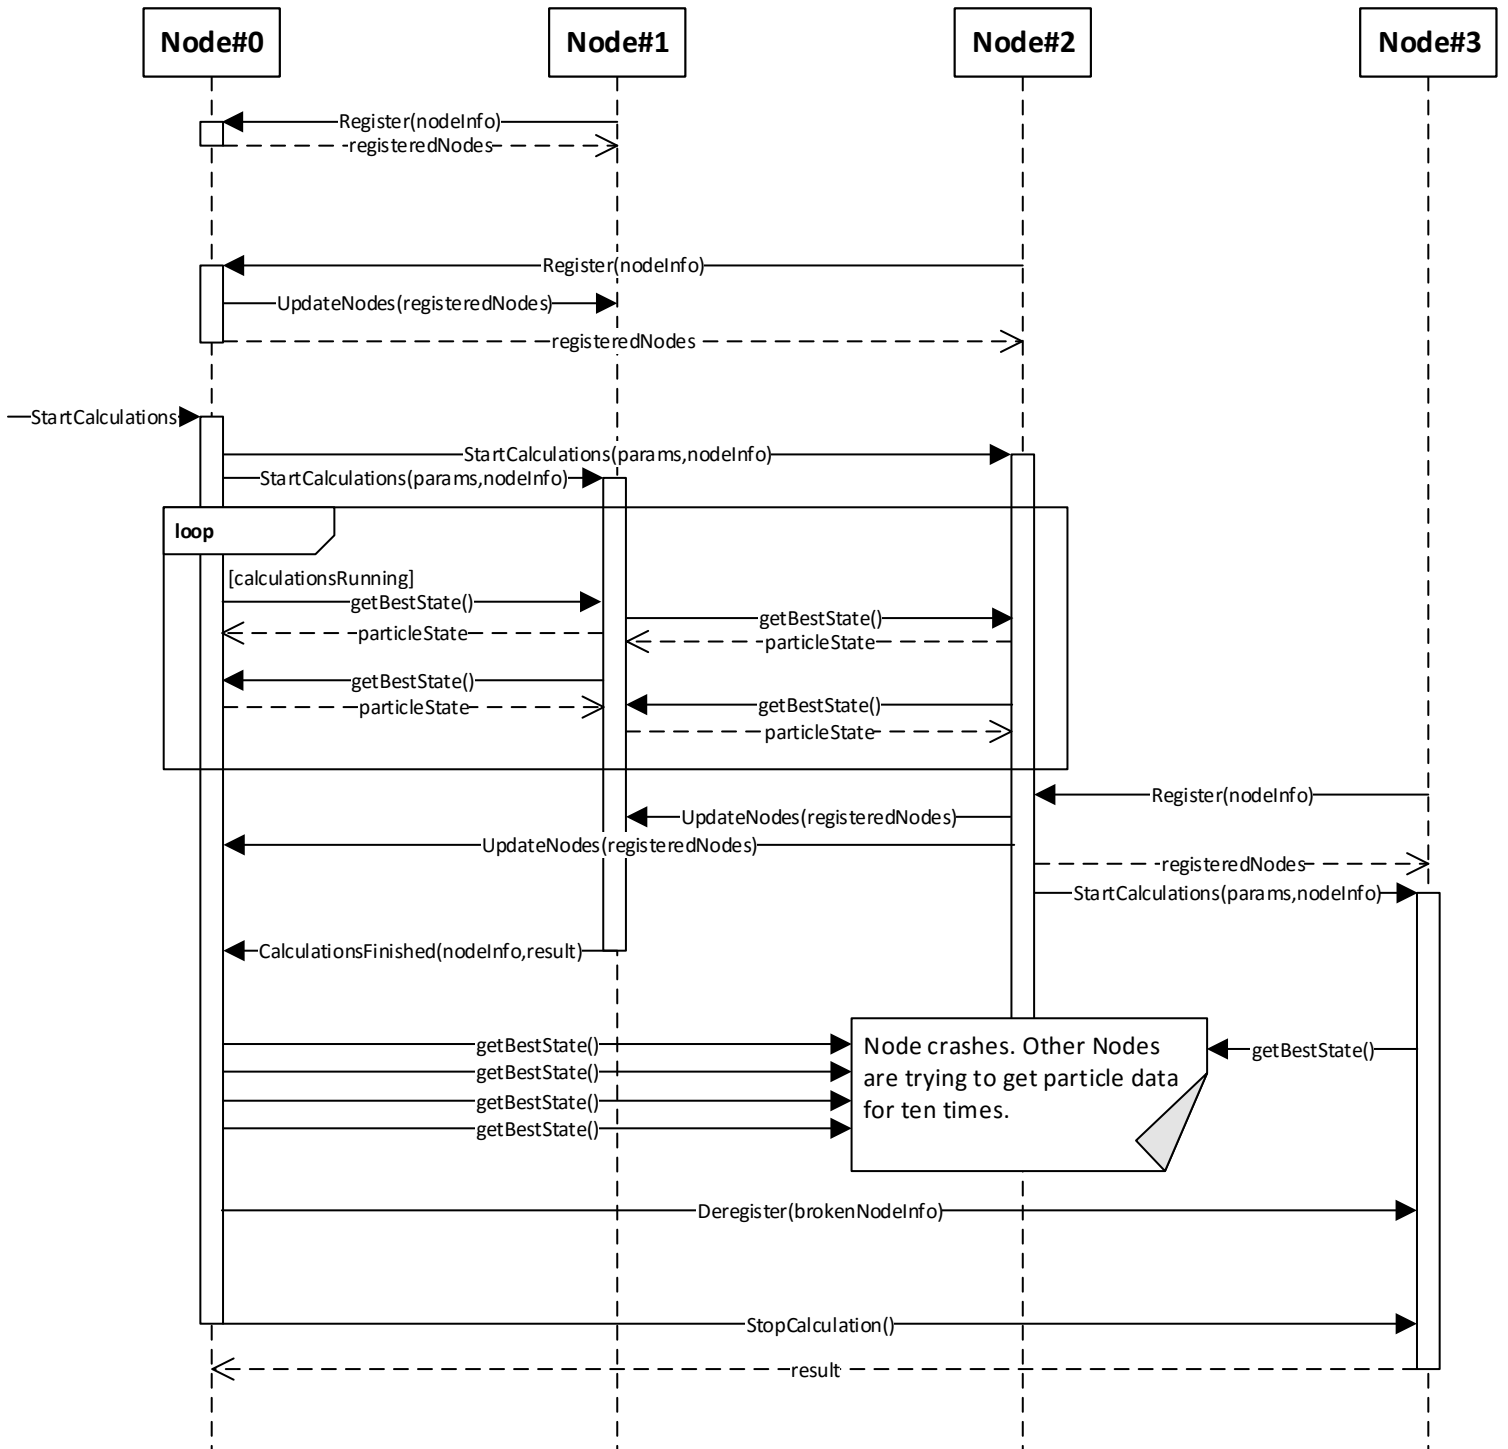 Node#0
Node#1
Node#2
Node#3
Register(nodeInfo)
registeredNodes
Register(nodeInfo)
UpdateNodes(registeredNodes)
registeredNodes
StartCalculations
StartCalculations(params,nodeInfo)
StartCalculations(params,nodeInfo)
loop
[calculationsRunning]
getBestState()
getBestState()
particleState
particleState
getBestState()
getBestState()
particleState
particleState
Register(nodeInfo)
UpdateNodes(registeredNodes)
UpdateNodes(registeredNodes)
registeredNodes
StartCalculations(params,nodeInfo)
CalculationsFinished(nodeInfo,result)
Node crashes. Other Nodes
are trying to get particle data
for ten times.
getBestState()
getBestState()
getBestState()
getBestState()
getBestState()
Deregister(brokenNodeInfo)
StopCalculation()
result